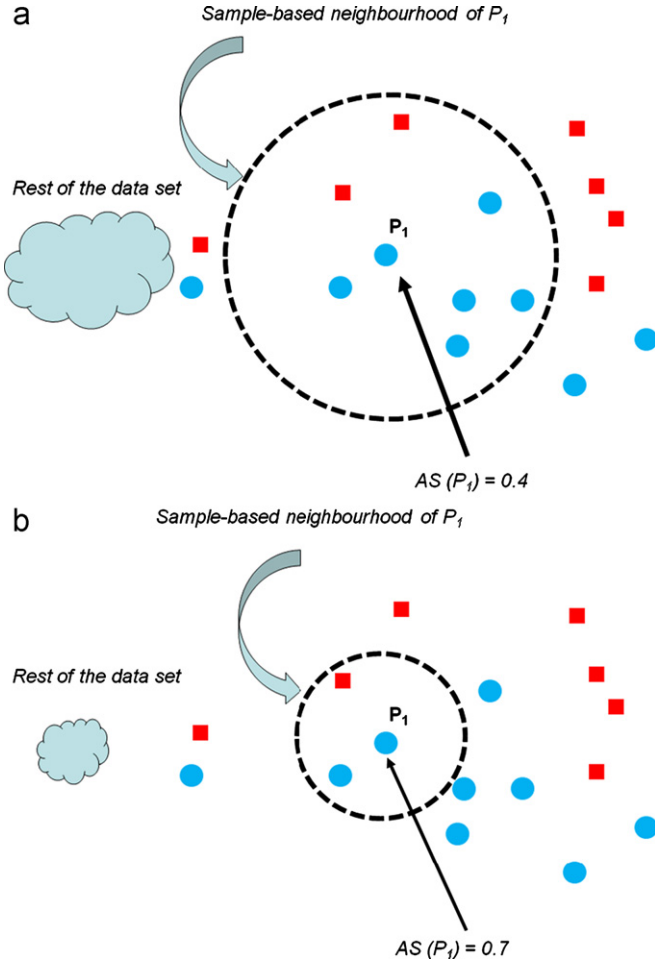 a
Sample-based neighbourhood of P1
Rest of the data set
P1
AS (P1) = 0.4
b
Sample-based neighbourhood of P1
Rest of the data set
P1
AS (P1) = 0.7